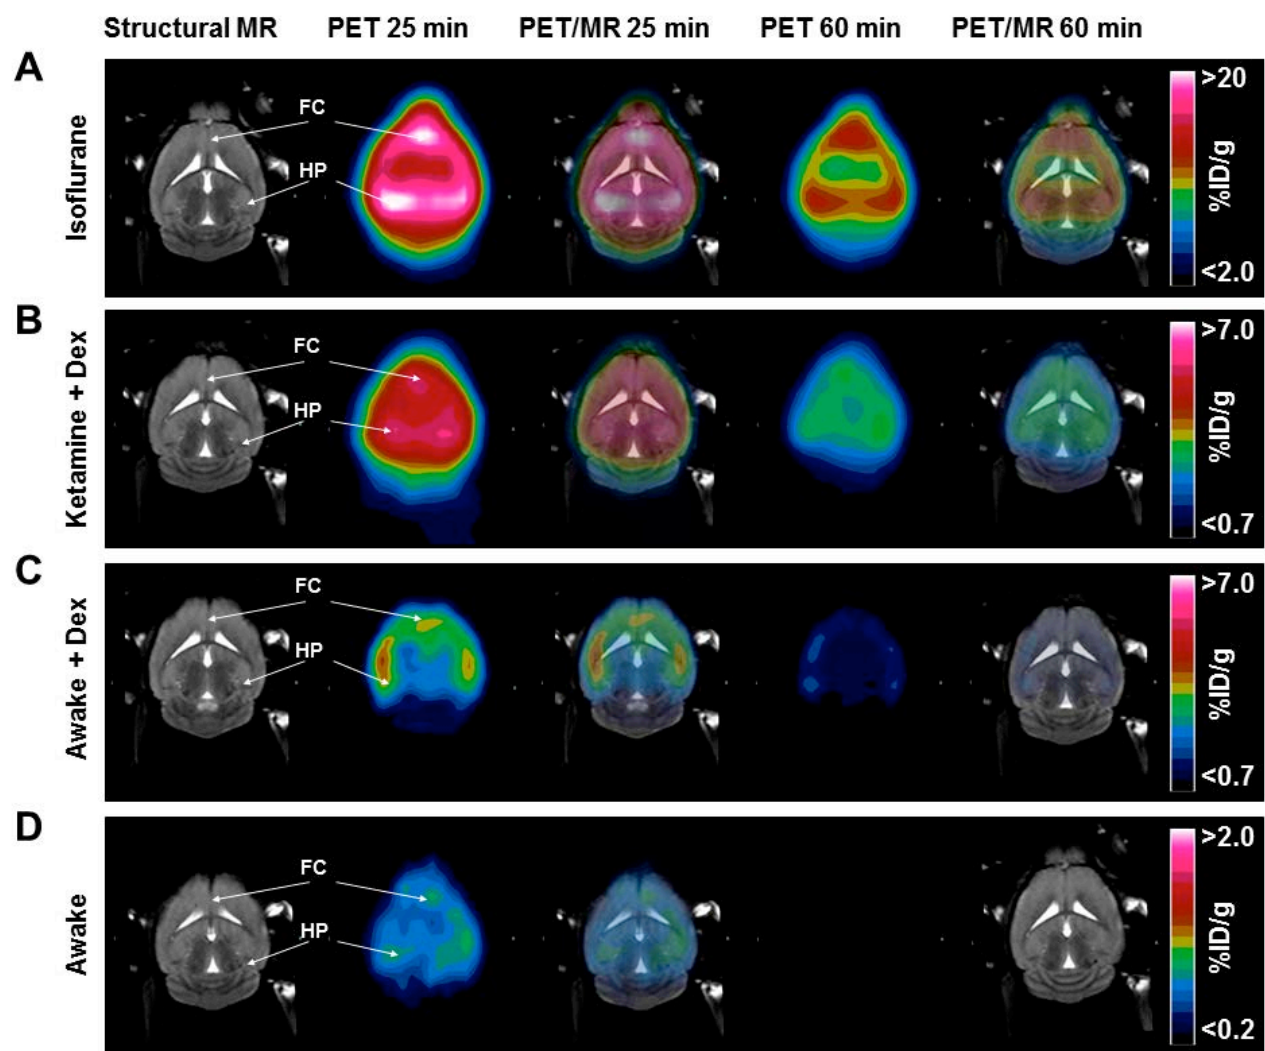 Structural MR PET 25 min PET/MR 25 min PET 60 min PET/MR 60 min
A
Isoflurane
FC
HP
>20
%ID/g
<2.0
B
Ketamine + Dex
FC
HP
>7.0
%ID/g
<0.7
C
Awake + Dex
FC
HP
>7.0
%ID/g
<0.7
D
Awake
FC
HP
>2.0
%ID/g
<0.2